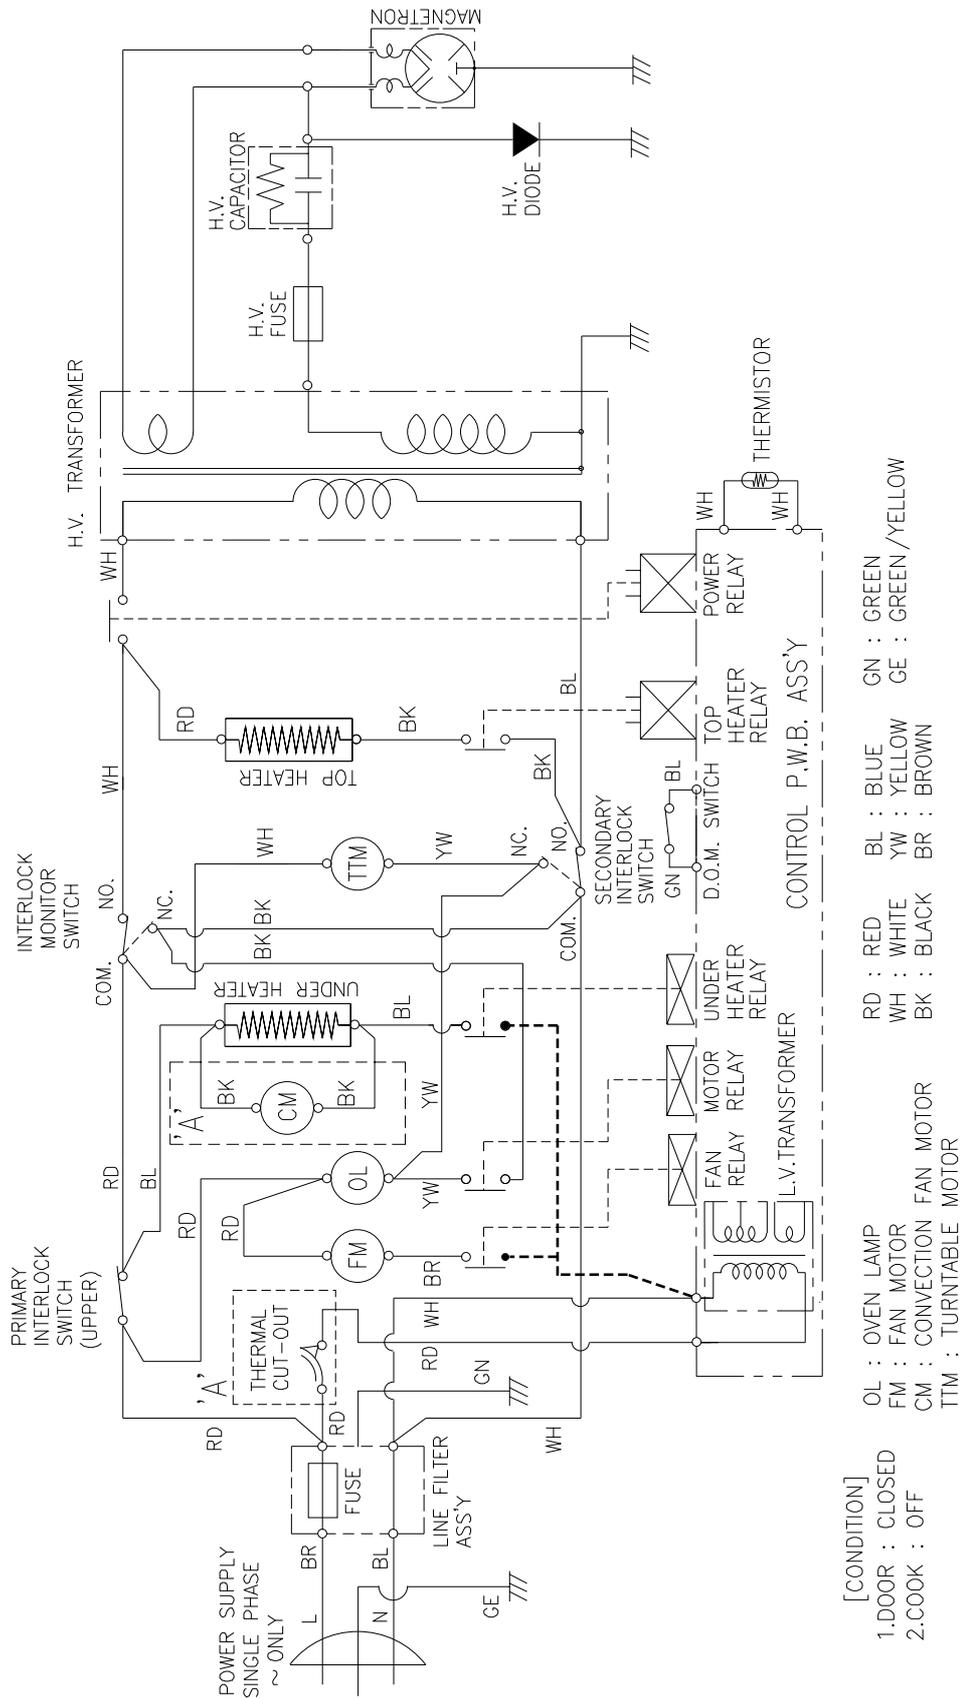 MAGNETRON
H.V.
CAPACITOR
H.V.
DIODE
H.V.
FUSE
H.V. TRANSFORMER
THERMISTOR
WH
WH
WH
POWER
RELAY
RD
BK
TOP HEATER
BL
TOP
HEATER
RELAY
WH
BK
BL
GN
D.O.M. SWITCH
CONTROL P.W.B. ASS'Y
INTERLOCK
MONITOR
SWITCH
NO.
NC.
COM.
WH
TTM
YW
NC.
NO.
COM.
SECONDARY
INTERLOCK
SWITCH
BK
BK
UNDER HEATER
BL
UNDER
HEATER
RELAY
BK
CM
BK
'A'
YW
MOTOR
RELAY
RD
BL
RD
RD
OL
YW
FM
BR
FAN
RELAY
L.V.TRANSFORMER
PRIMARY
INTERLOCK
SWITCH
(UPPER)
'A'
THERMAL
CUT-OUT
WH
RD
GN
RD
RD
WH
FUSE
LINE FILTER
ASS'Y
BR
BL
L
N
GE
POWER SUPPLY
SINGLE PHASE
~ ONLY
[CONDITION]
1.DOOR : CLOSED
2.COOK : OFF
OL : OVEN LAMP
FM : FAN MOTOR
CM : CONVECTION FAN MOTOR
TTM : TURNTABLE MOTOR
RD : RED
WH : WHITE
BK : BLACK
BL : BLUE
YW : YELLOW
BR : BROWN
GN : GREEN
GE : GREEN/YELLOW